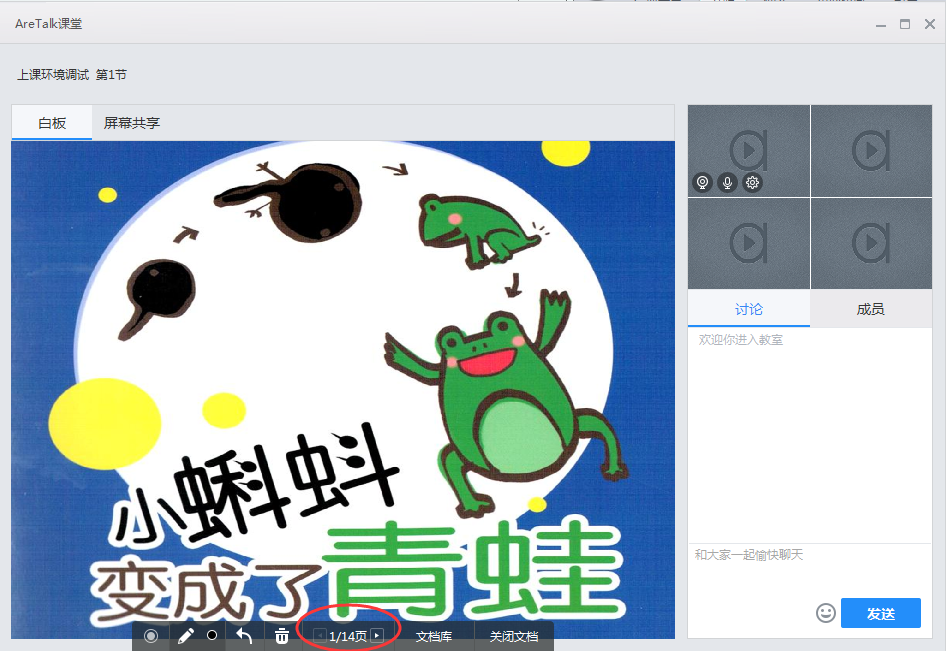 AreTalk课堂
上课环境调试 第1节
白板
屏幕共享
小蝌蚪
变成了青蛙
1/14页
文档库
关闭文档
讨论
成员
欢迎你进入教室
和大家一起愉快聊天
发送